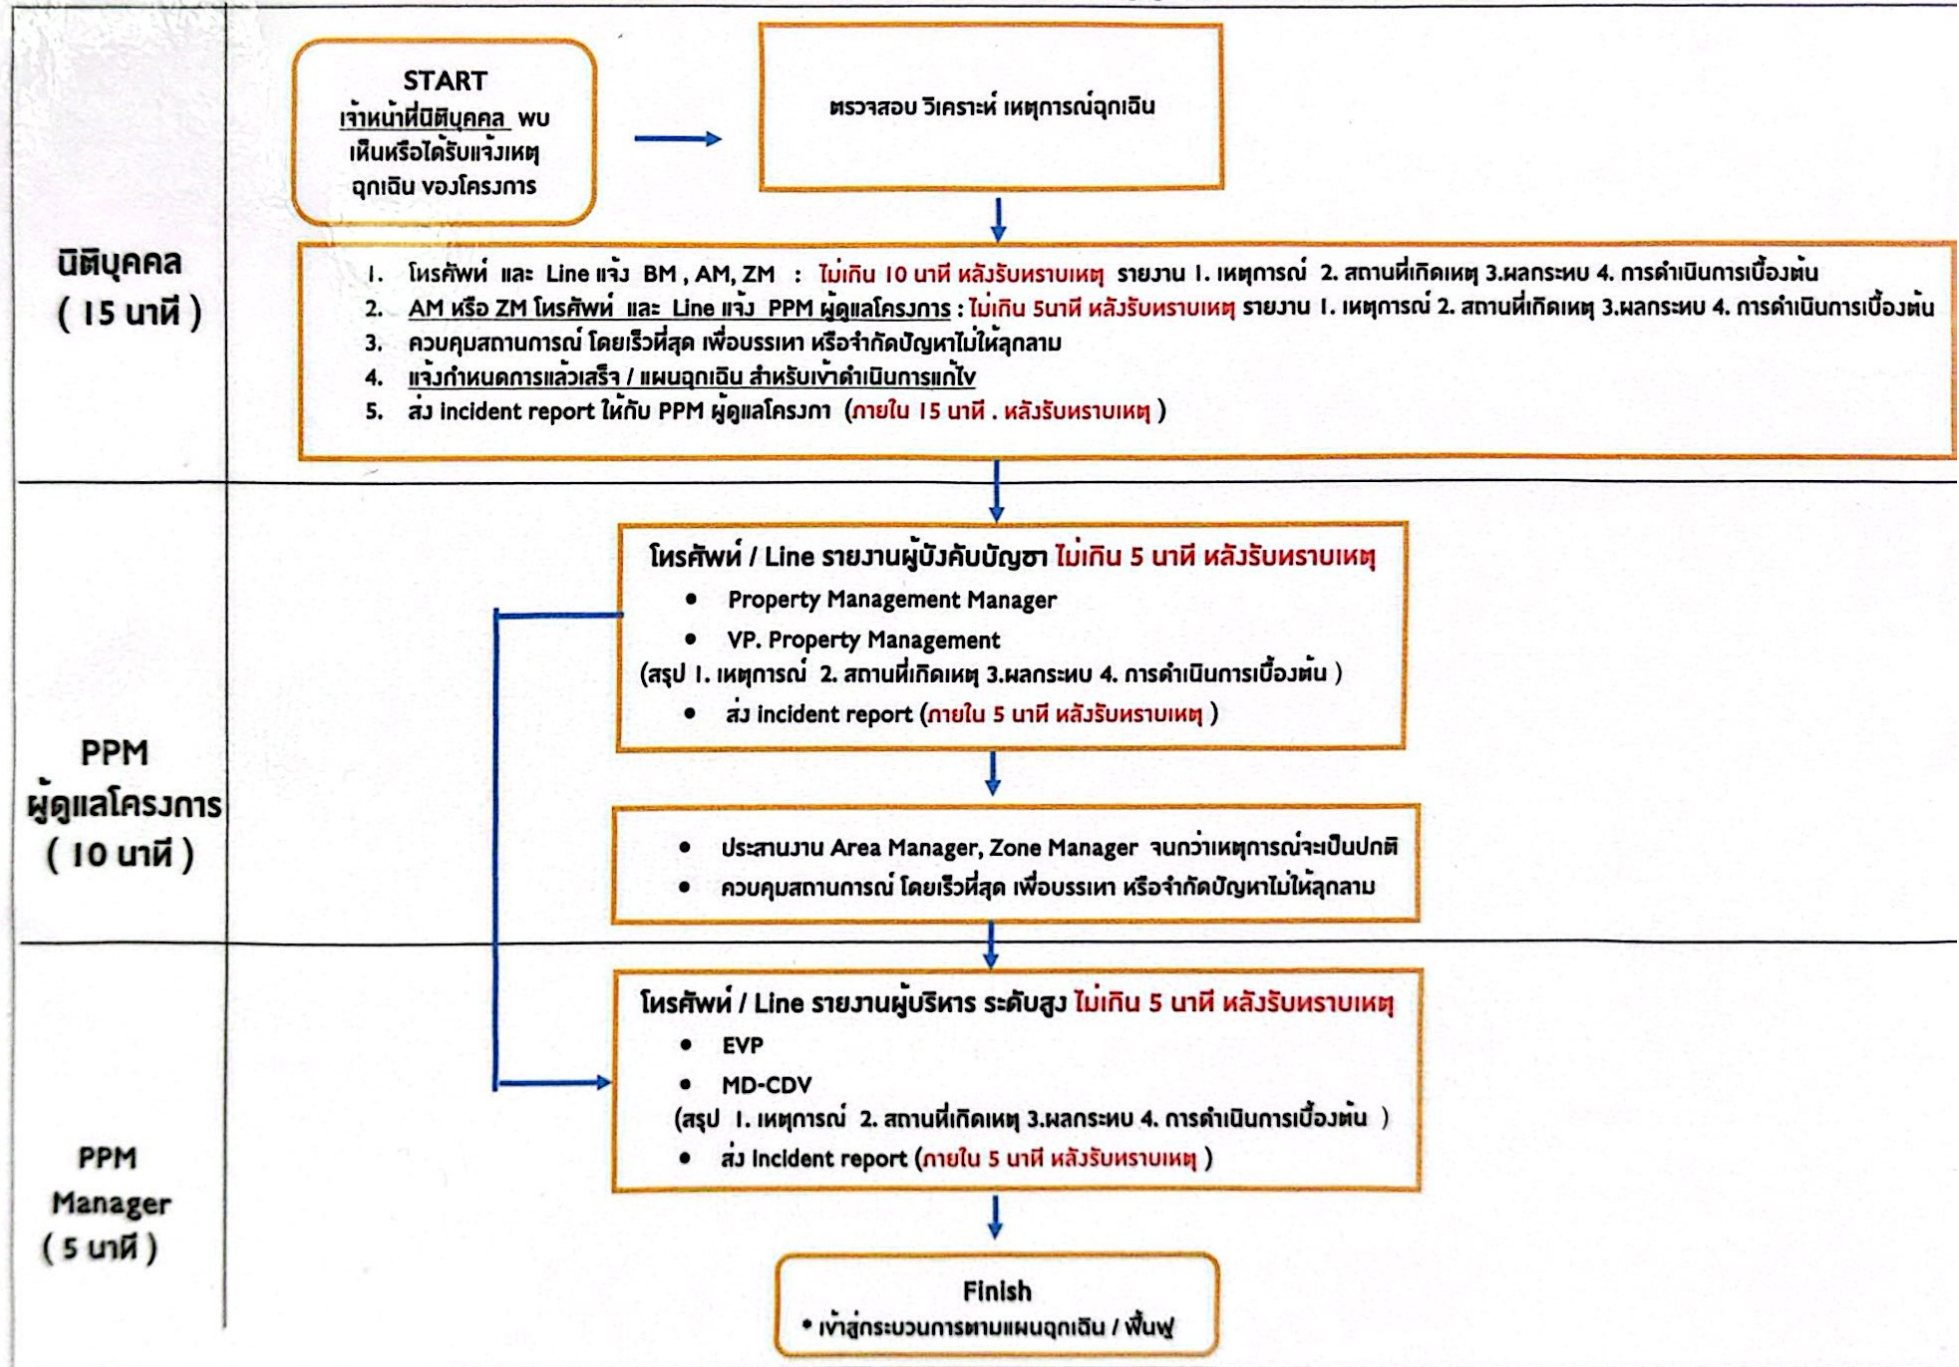 START
เจ้าหน้าที่นิติบุคคล พบ
เห็นหรือได้รับแจ้งเหตุ
ฉุกเฉิน ของโครงการ
ตรวจสอบ วิเคราะห์ เหตุการณ์ฉุกเฉิน
นิติบุคคล
( 15 นาที )
1. โทรศัพท์ และ Line แจ้ง BM , AM, ZM : ไม่เกิน 10 นาที หลังรับทราบเหตุ รายงาน 1. เหตุการณ์ 2. สถานที่เกิดเหตุ 3.ผลกระทบ 4. การดำเนินการเบื้องต้น
2. AM หรือ ZM โทรศัพท์ และ Line แจ้ง PPM ผู้ดูแลโครงการ : ไม่เกิน 5นาที หลังรับทราบเหตุ รายงาน 1. เหตุการณ์ 2. สถานที่เกิดเหตุ 3.ผลกระทบ 4. การดำเนินการเบื้องต้น
3. ควบคุมสถานการณ์ โดยเร็วที่สุด เพื่อบรรเทา หรือจำกัดปัญหาไม่ให้ลุกลาม
4. แจ้งกำหนดการแล้วเสร็จ / แผนฉุกเฉิน สำหรับเข้าดำเนินการแก้ไข
5. ส่ง incident report ให้กับ PPM ผู้ดูแลโครงกา (ภายใน 15 นาที . หลังรับทราบเหตุ )
PPM
ผู้ดูแลโครงการ
( 10 นาที )
โทรศัพท์ / Line รายงานผู้บังคับบัญชา ไม่เกิน 5 นาที หลังรับทราบเหตุ
• Property Management Manager
• VP. Property Management
(สรุป 1. เหตุการณ์ 2. สถานที่เกิดเหตุ 3.ผลกระทบ 4. การดำเนินการเบื้องต้น )
• ส่ง incident report (ภายใน 5 นาที หลังรับทราบเหตุ )
• ประสานงาน Area Manager, Zone Manager จนกว่าเหตุการณ์จะเป็นปกติ
• ควบคุมสถานการณ์ โดยเร็วที่สุด เพื่อบรรเทา หรือจำกัดปัญหาไม่ให้ลุกลาม
PPM
Manager
( 5 นาที )
โทรศัพท์ / Line รายงานผู้บริหาร ระดับสูง ไม่เกิน 5 นาที หลังรับทราบเหตุ
• EVP
• MD-CDV
(สรุป 1. เหตุการณ์ 2. สถานที่เกิดเหตุ 3.ผลกระทบ 4. การดำเนินการเบื้องต้น )
• ส่ง Incident report (ภายใน 5 นาที หลังรับทราบเหตุ )
Finish
* เข้าสู่กระบวนการตามแผนฉุกเฉิน / ฟื้นฟู